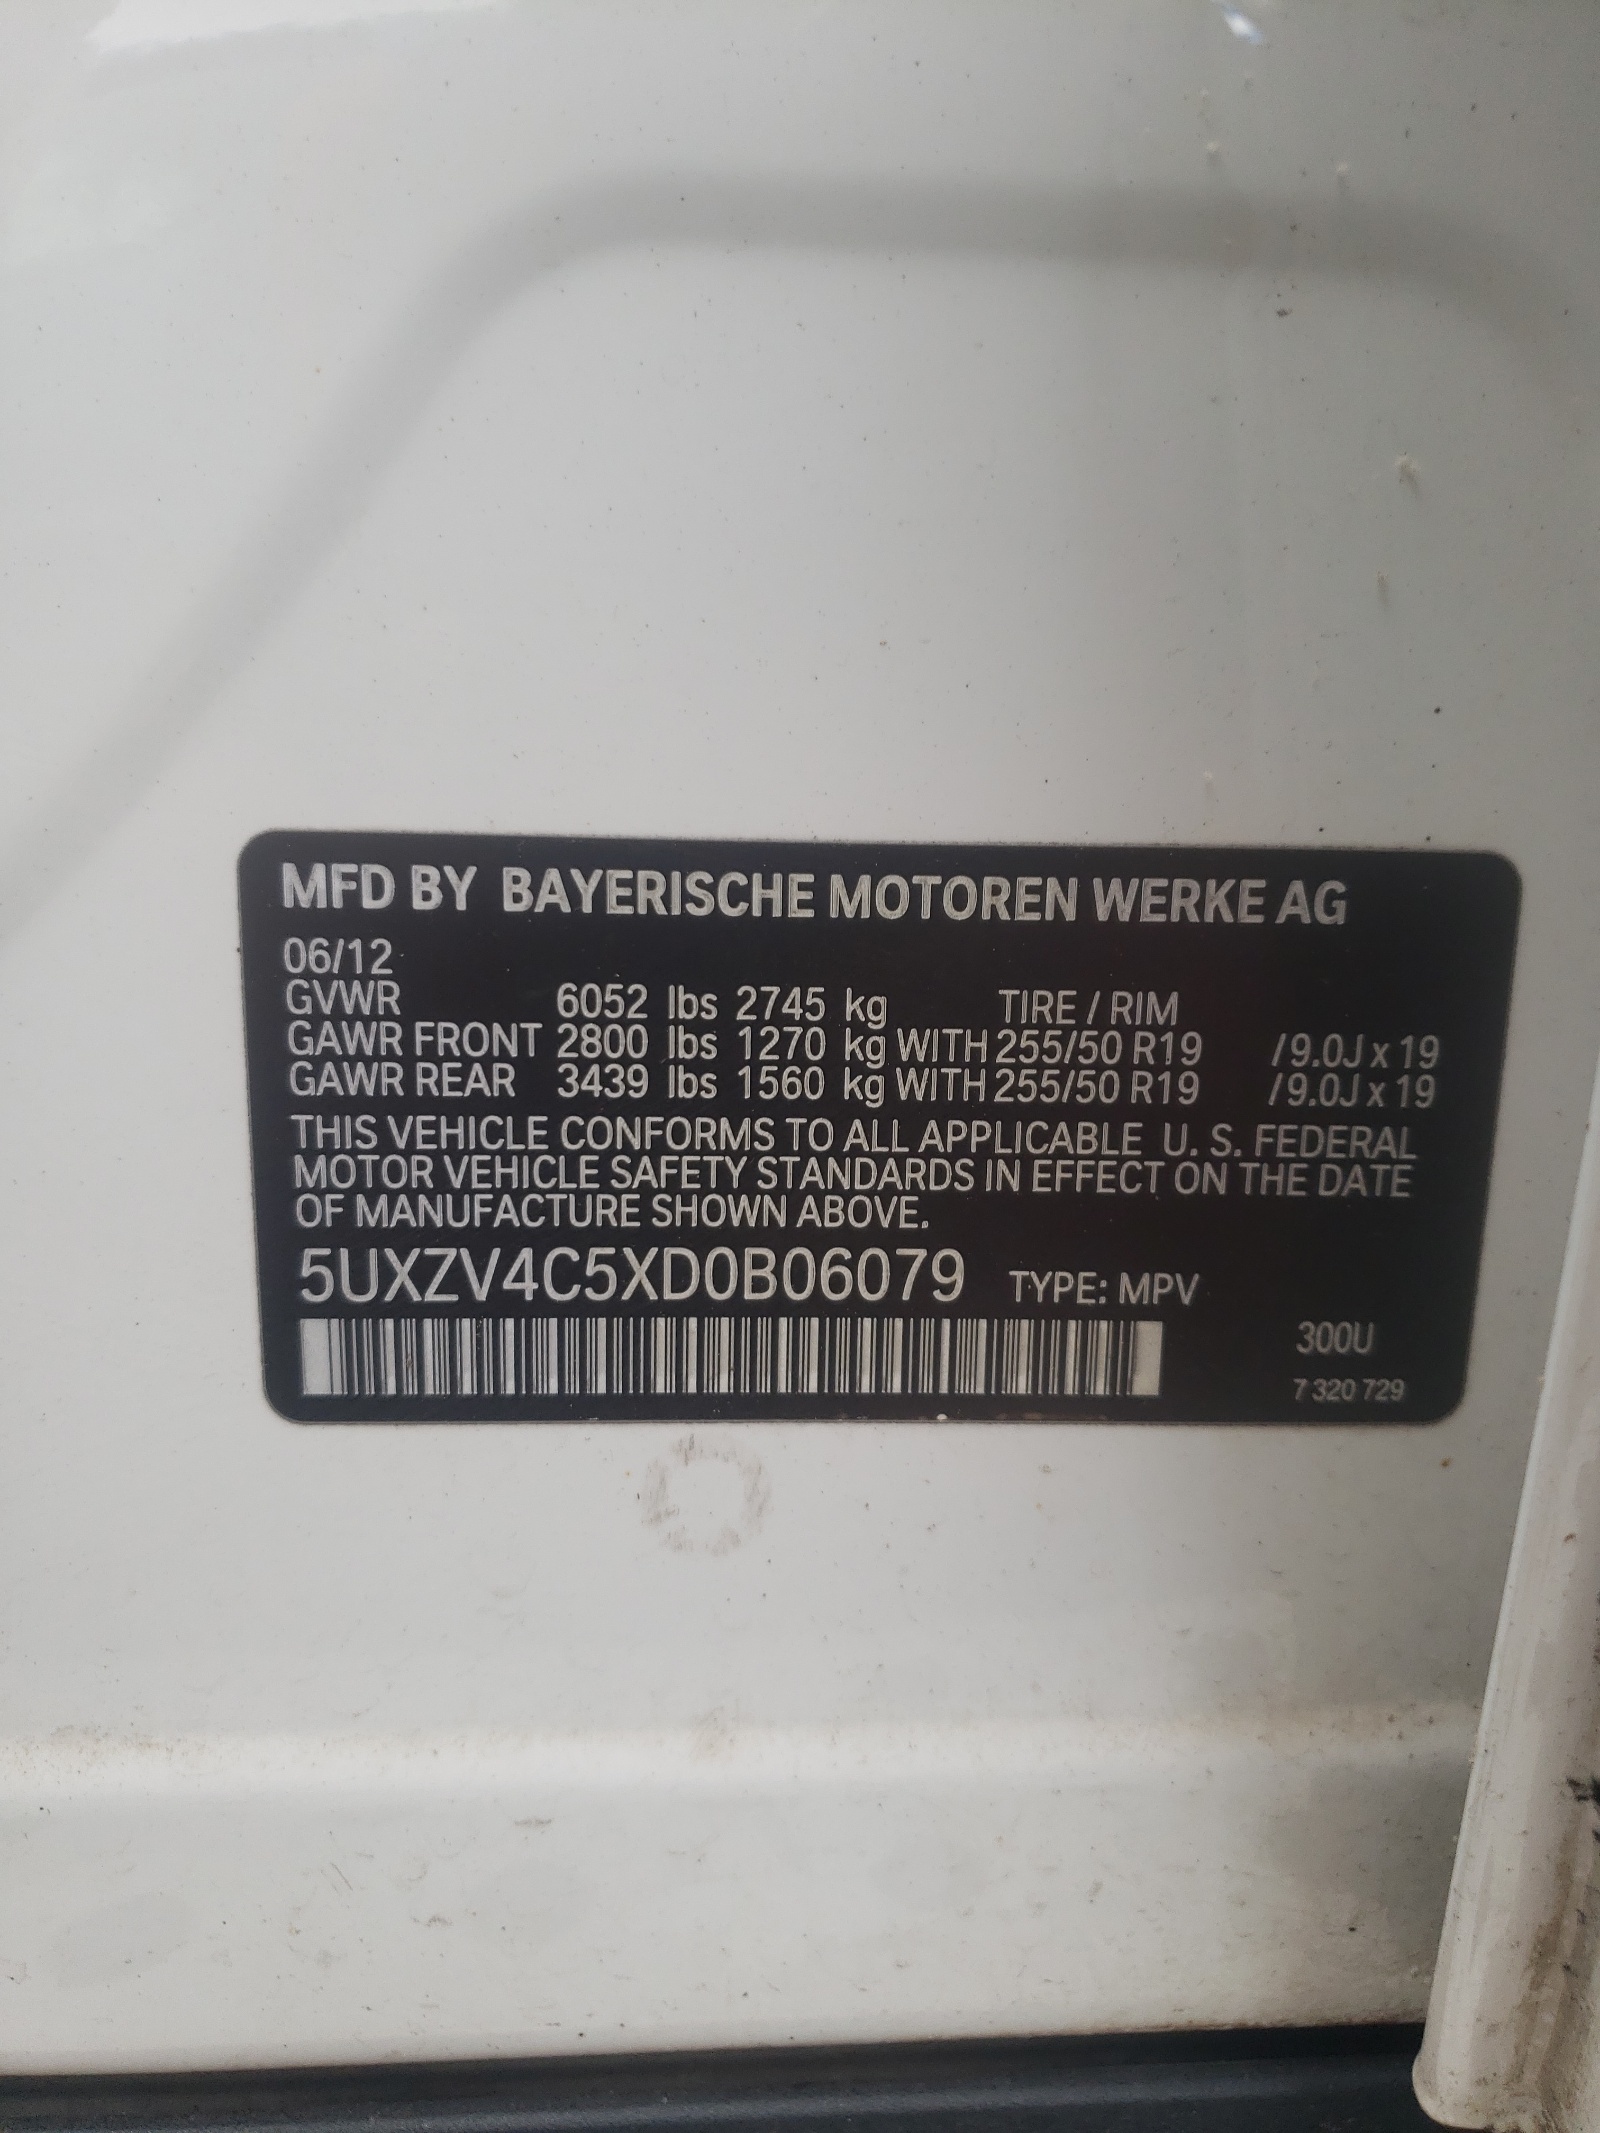 MFD BY BAYERISCHE MOTOREN WERKE AG
06/12
GVWR 6052 lbs 2745 kg TIRE / RIM
GAWR FRONT 2800 lbs 1270 kg WITH 255/50 R19 /9.0J x 19
GAWR REAR 3439 lbs 1560 kg WITH 255/50 R19 /9.0J x 19
THIS VEHICLE CONFORMS TO ALL APPLICABLE U. S. FEDERAL
MOTOR VEHICLE SAFETY STANDARDS IN EFFECT ON THE DATE
OF MANUFACTURE SHOWN ABOVE.
5UXZV4C5XD0B06079 TYPE: MPV
300U
7 320 729